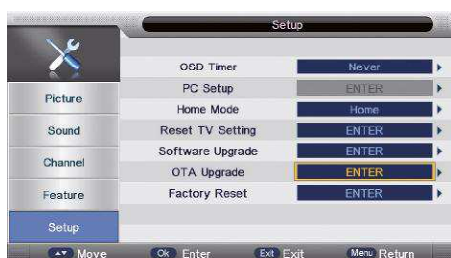 Setup
OSD Timer Never
PC Setup ENTER
Home Mode Home
Reset TV Setting ENTER
Software Upgrade ENTER
OTA Upgrade ENTER
Factory Reset ENTER
Picture
Sound
Channel
Feature
Setup
Move Ok Enter Exit Exit Menu Return